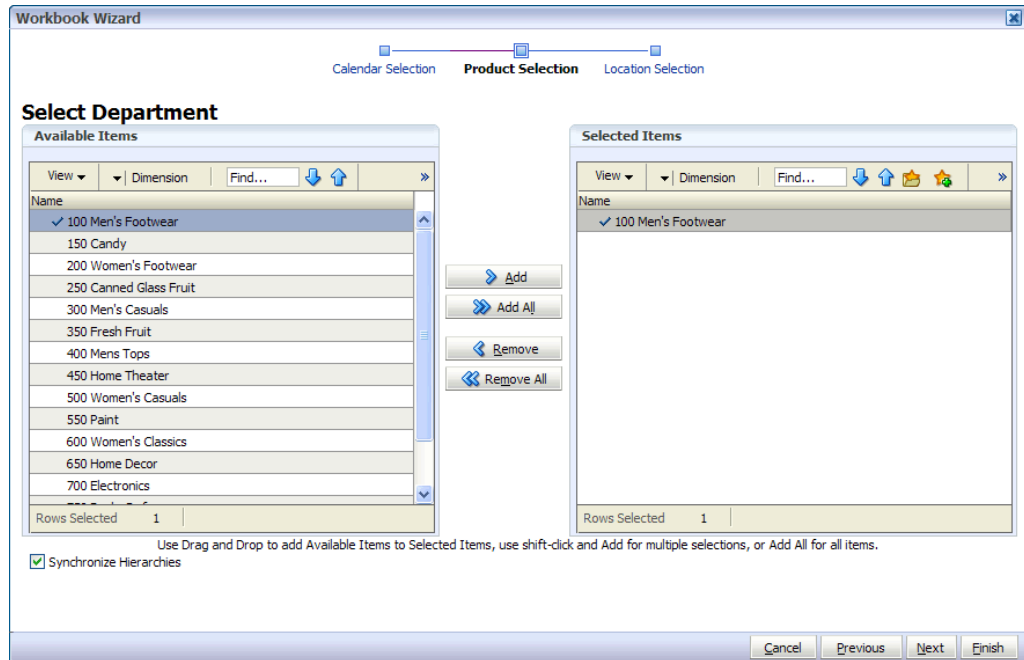 Workbook Wizard
Calendar Selection Product Selection Location Selection
Select Department
Available Items
View Dimension Find... »
Name
100 Men's Footwear
150 Candy
200 Women's Footwear
250 Canned Glass Fruit
300 Men's Casuals
350 Fresh Fruit
400 Mens Tops
450 Home Theater
500 Women's Casuals
550 Paint
600 Women's Classics
650 Home Decor
700 Electronics
Rows Selected 1
Add
Add All
Remove
Remove All
Selected Items
View Dimension Find... »
Name
100 Men's Footwear
Rows Selected 1
Use Drag and Drop to add Available Items to Selected Items, use shift-click and Add for multiple selections, or Add All for all items.
Synchronize Hierarchies
Cancel Previous Next Finish